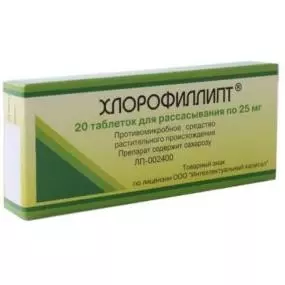 ХЛОРОФИЛЛИПТ®
20 таблеток для рассасывания по 25 мг
Противомикробное средство
растительного происхождения
Препарат содержит сахарозу
ЛП-002400
Товарный знак
по лицензии ООО "Интеллектуальный капитал"